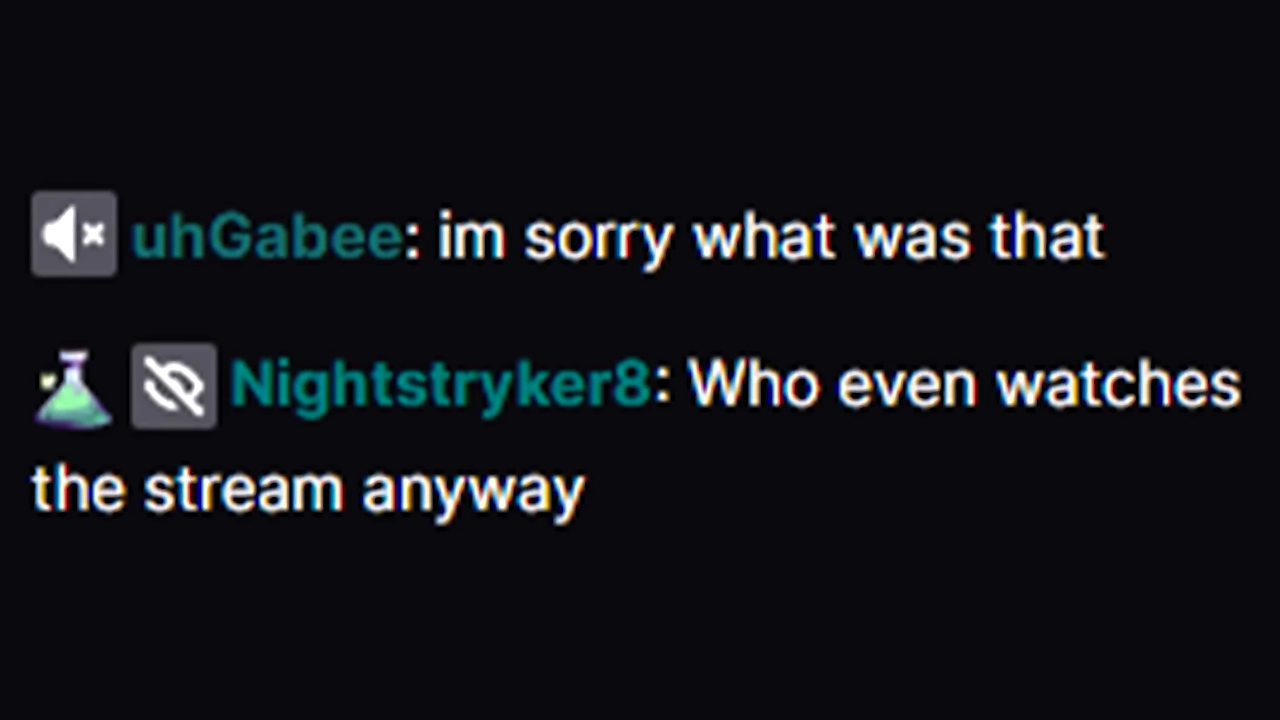 uhGabee: im sorry what was that
Nightstryker8: Who even watches
the stream anyway